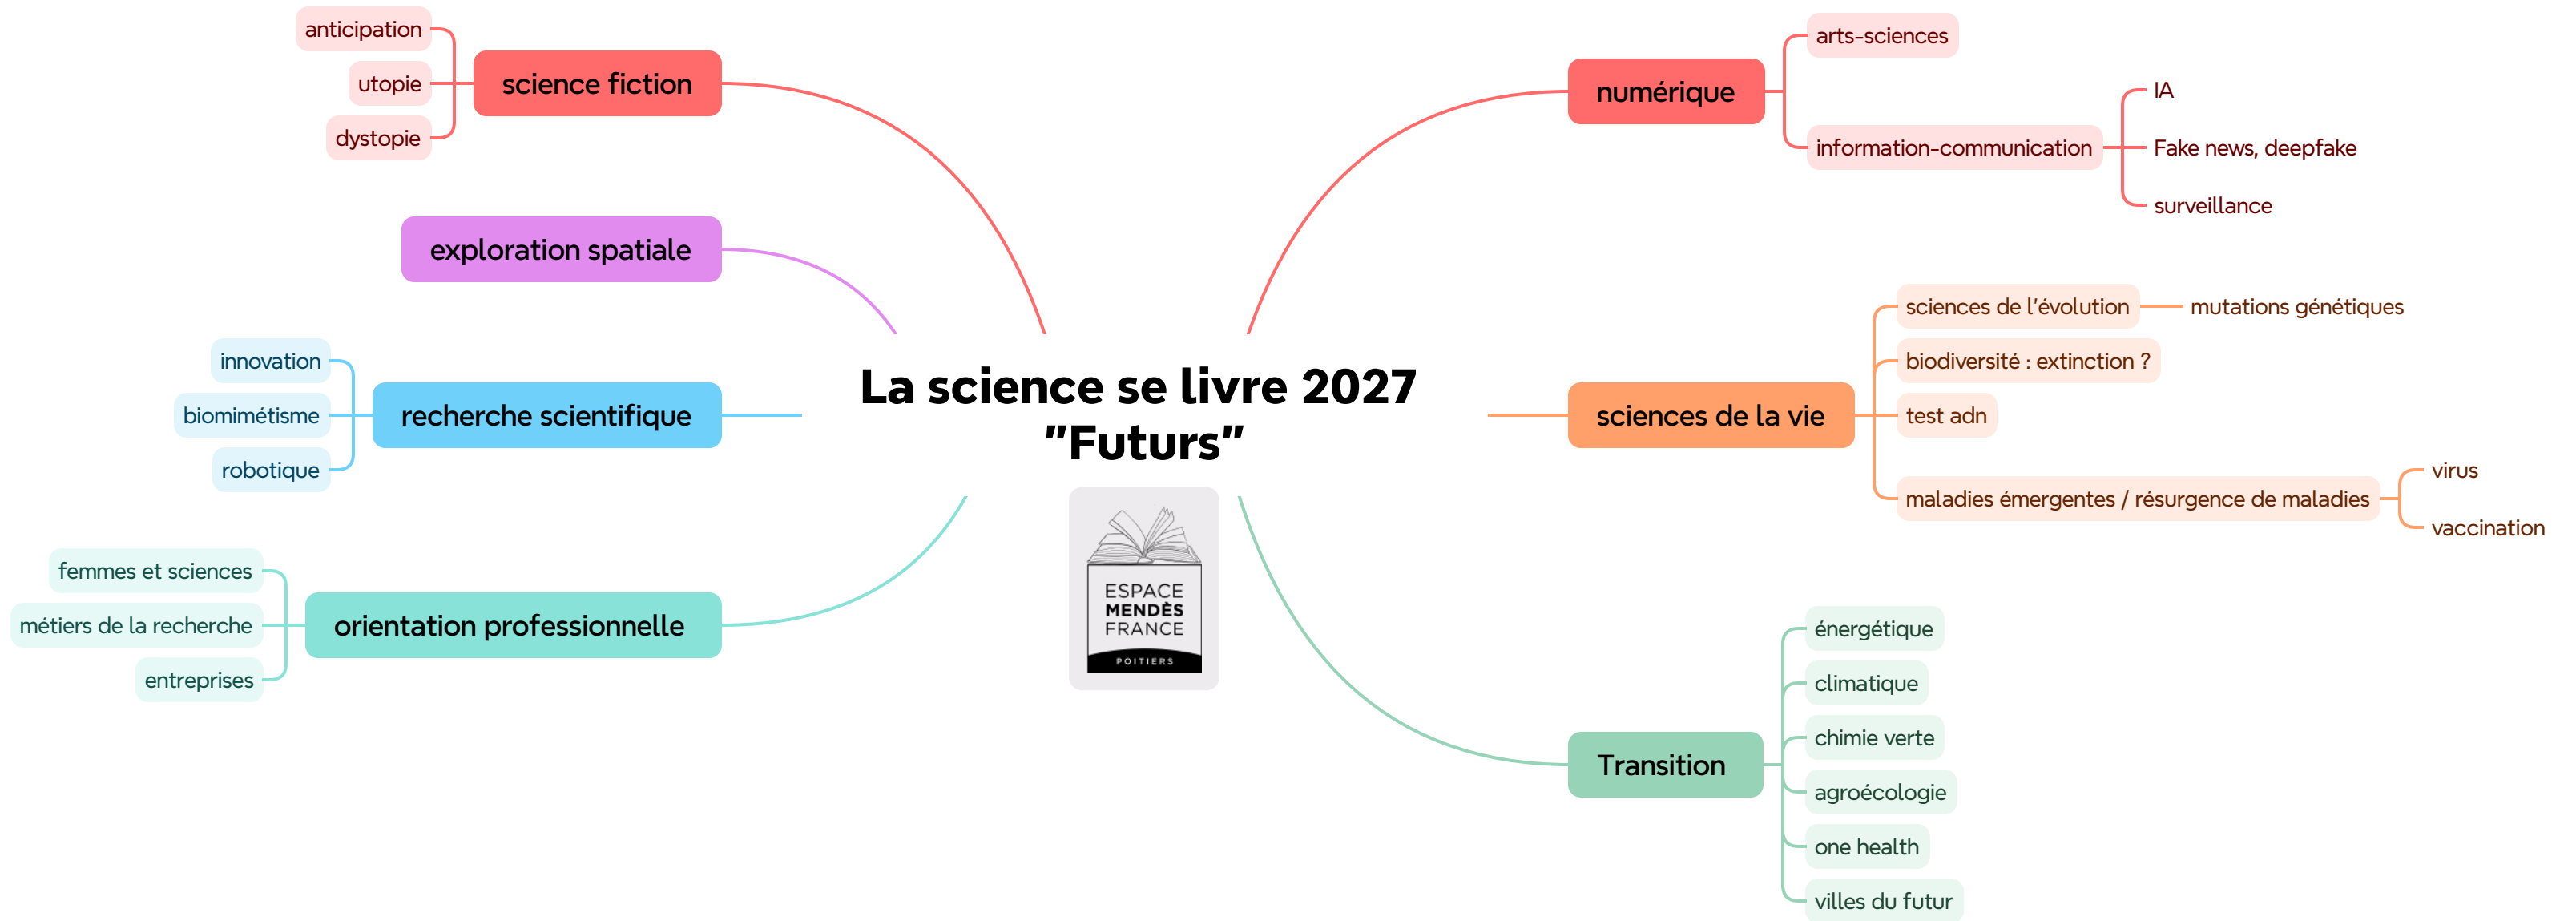 La science se livre 2027
"Futurs"
ESPACE
MENDÈS
FRANCE
POITIERS
science fiction
anticipation
utopie
dystopie
exploration spatiale
recherche scientifique
innovation
biomimétisme
robotique
orientation professionnelle
femmes et sciences
métiers de la recherche
entreprises
numérique
arts-sciences
information-communication
IA
Fake news, deepfake
surveillance
sciences de la vie
sciences de l'évolution
mutations génétiques
biodiversité : extinction ?
test adn
maladies émergentes / résurgence de maladies
virus
vaccination
Transition
énergétique
climatique
chimie verte
agroécologie
one health
villes du futur